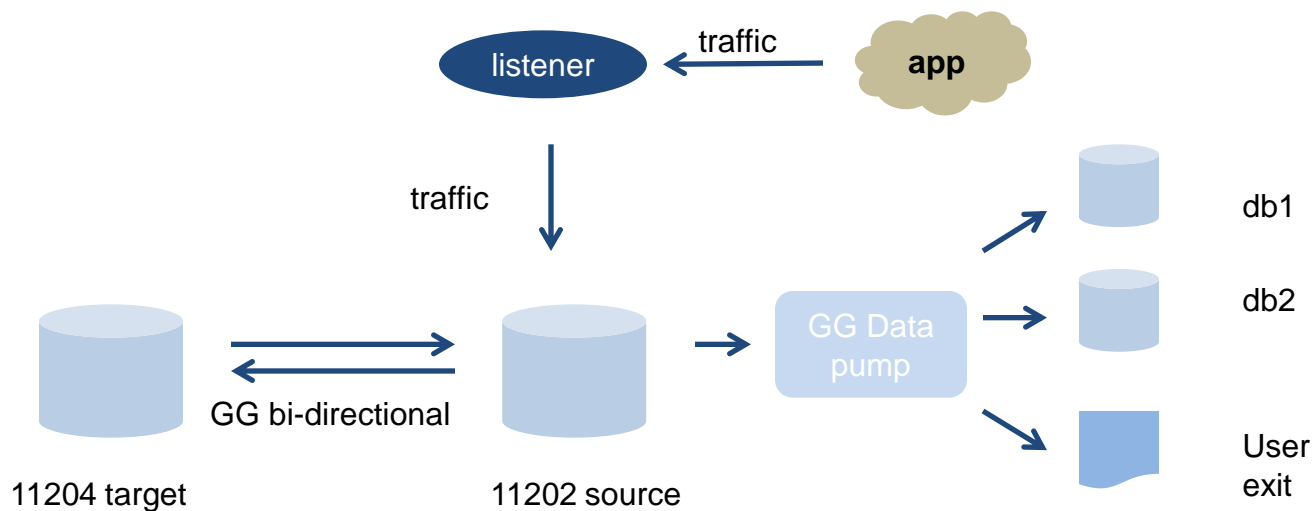 traffic
listener
app
traffic
db1
db2
GG Data
pump
GG bi-directional
User
exit
11204 target
11202 source